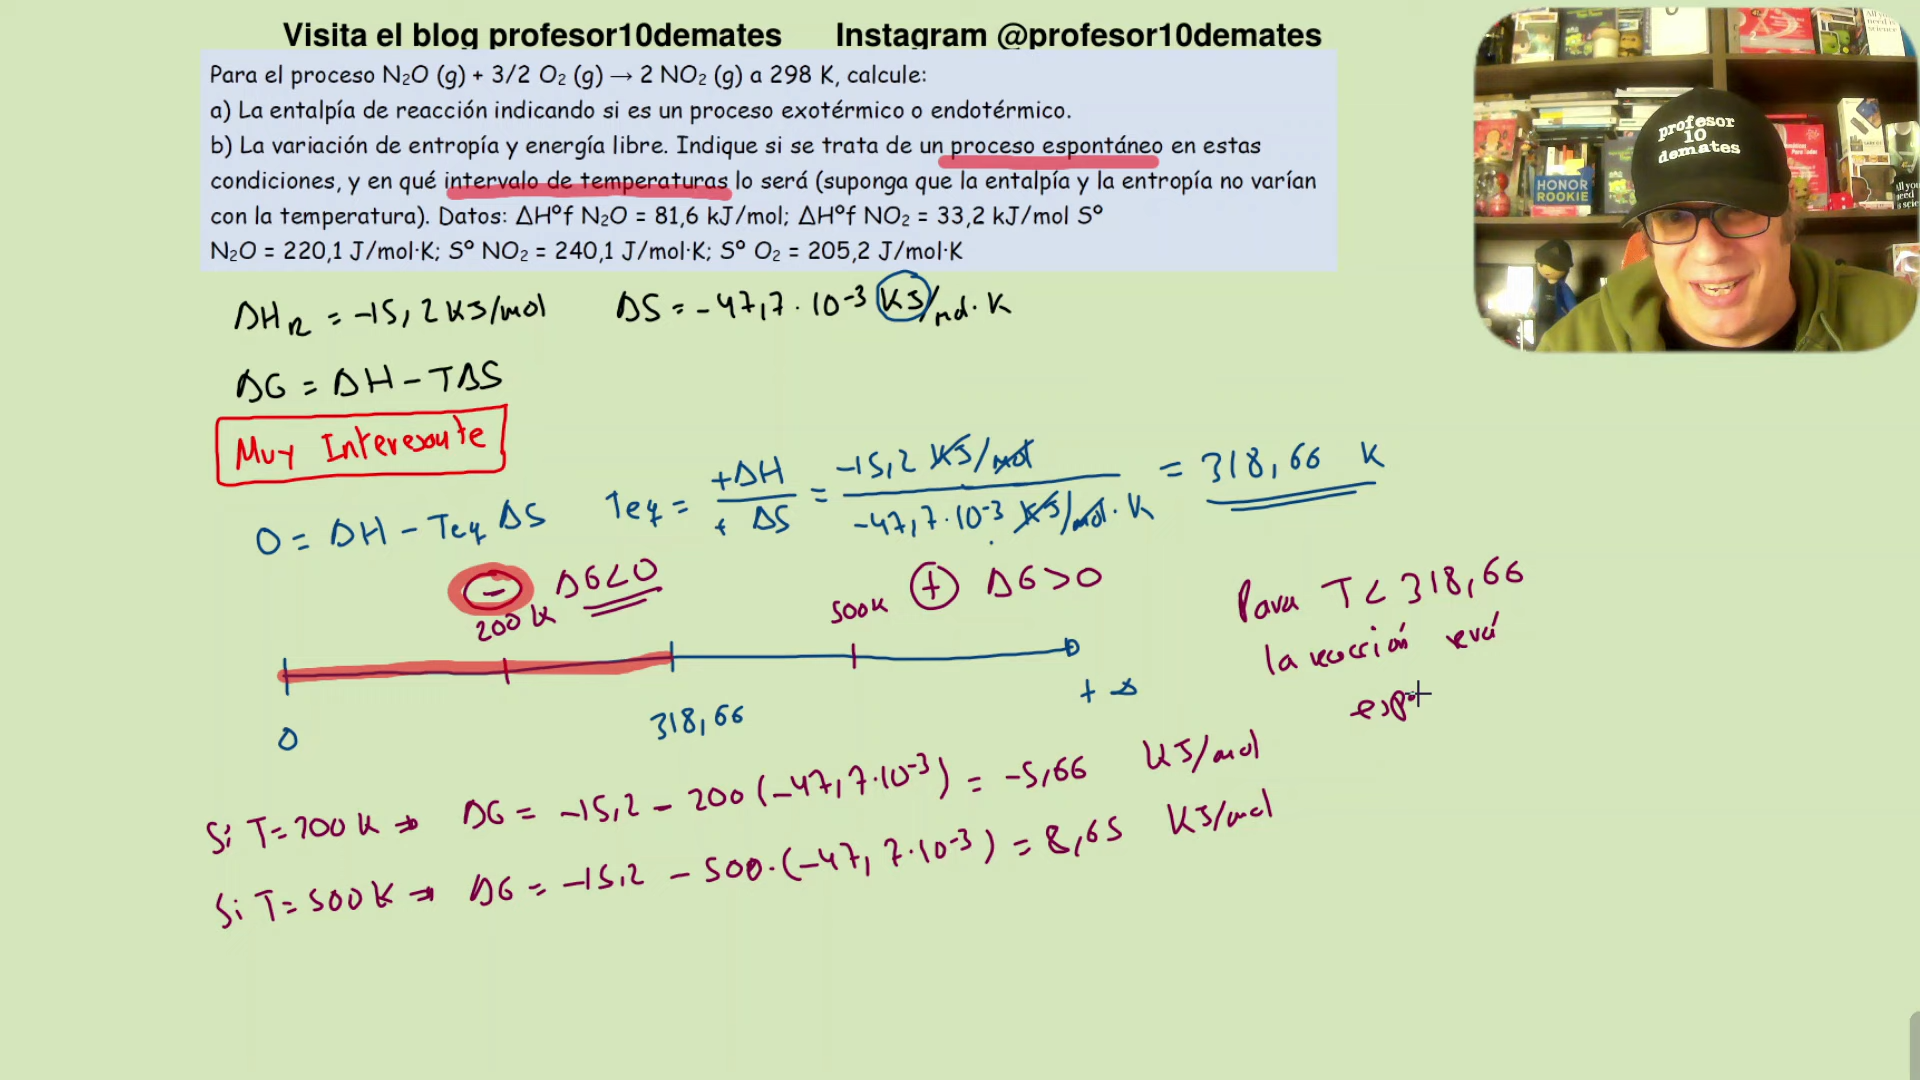 Visita el blog profesor10demates Instagram @profesor10demates
Para el proceso N₂O (g) + 3/2 O₂ (g) → 2 NO₂ (g) a 298 K, calcule:
a) La entalpía de reacción indicando si es un proceso exotérmico o endotérmico.
b) La variación de entropía y energía libre. Indique si se trata de un proceso espontáneo en estas
condiciones, y en qué intervalo de temperaturas lo será (suponga que la entalpía y la entropía no varían
con la temperatura). Datos: ΔHºf N₂O = 81,6 kJ/mol; ΔHºf NO₂ = 33,2 kJ/mol Sº
N₂O = 220,1 J/mol·K; Sº NO₂ = 240,1 J/mol·K; Sº O₂ = 205,2 J/mol·K
profesor
10
demates
HONOR
ROOKIE
ΔH_R = -15,2 KJ/mol ΔS = -47,7 · 10⁻³ KJ/mol · K
ΔG = ΔH - TΔS
Muy Interesante
0 = ΔH - Teq ΔS Teq = +ΔH / + ΔS = -15,2 KJ/mol / -47,7 · 10⁻³ KJ/mol · K = 318,66 K
- ΔG<0 500K + ΔG>0
200 K
0 318,66 + ∞
Para T < 318,66
la reacción será
espo
Si T=200 K ⇒ ΔG = -15,2 - 200 (-47,7·10⁻³) = -5,66 KJ/mol
Si T=500 K ⇒ ΔG = -15,2 - 500·(-47,7·10⁻³) = 8,65 KJ/mol